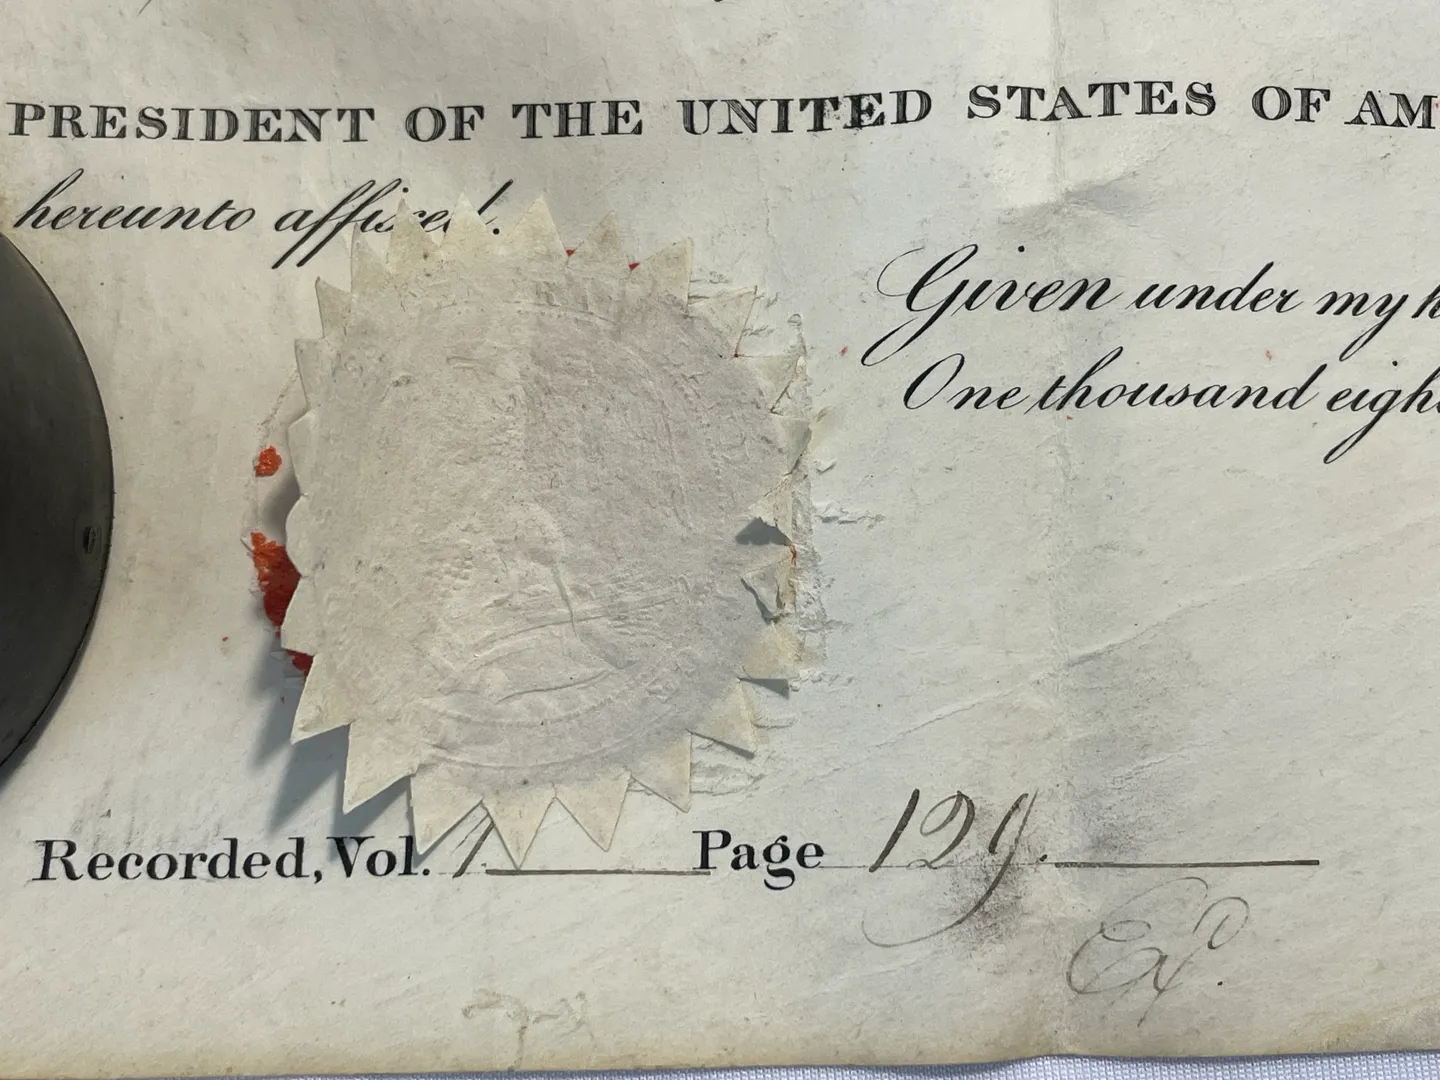 PRESIDENT OF THE UNITED STATES OF AM
hereunto affixed.
Given under my h
One thousand eigh
Recorded, Vol. 1. Page 129.
Ex.